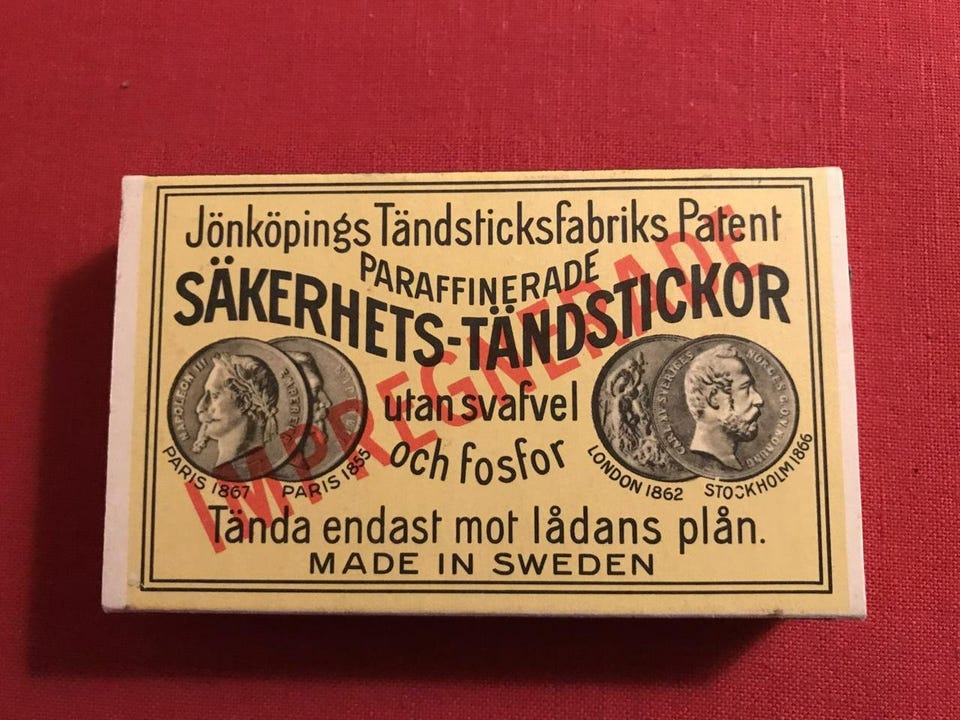 Jönköpings Tändsticksfabriks Patent
PARAFFINERADE
SÄKERHETS-TÄNDSTICKOR
IMPREGNERADE
utan svafvel
och fosfor
NAPOLEON III
PARIS 1867
PARIS 1855
LONDON 1862
STOCKHOLM 1866
Tända endast mot lådans plån.
MADE IN SWEDEN